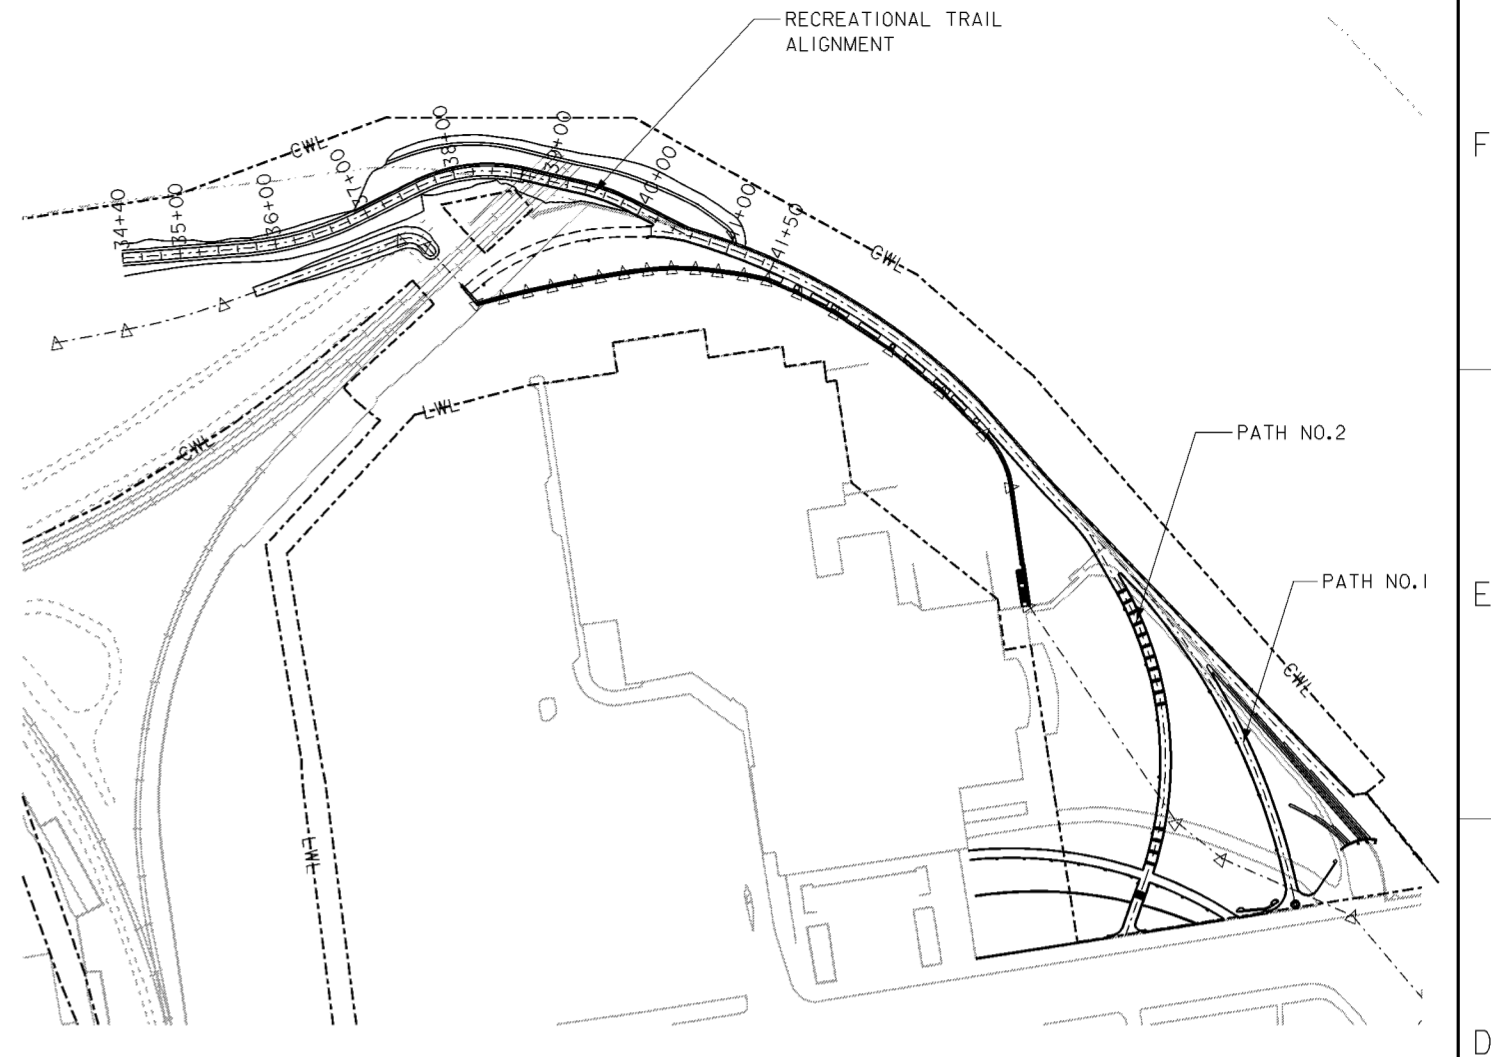 RECREATIONAL TRAIL
ALIGNMENT
F
CWL
38+00
39+00
37+00
40+00
34+40
35+00
36+00
41+50
CWL
LWL
PATH NO.2
CWL
PATH NO.1
E
CWL
LWL
D